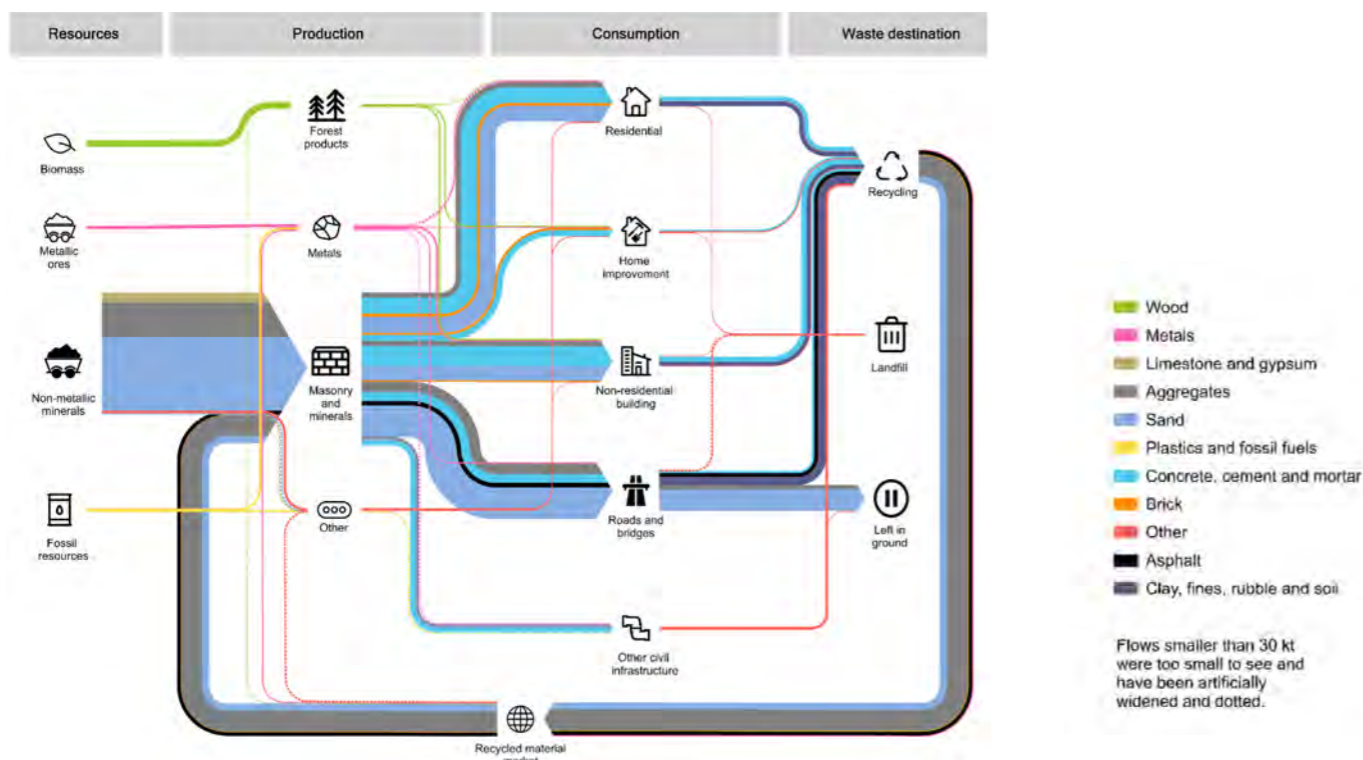 Resources
Production
Consumption
Waste destination
Forest
products
Residential
Biomass
Recycling
Metallic
ores
Metals
Home
improvement
Non-metallic
minerals
Masonry
and
minerals
Non-residential
building
Landfill
Fossil
resources
Other
Roads and
bridges
Left in
ground
Other civil
infrastructure
Recycled material
market
Wood
Metals
Limestone and gypsum
Aggregates
Sand
Plastics and fossil fuels
Concrete, cement and mortar
Brick
Other
Asphalt
Clay, fines, rubble and soil
Flows smaller than 30 kt
were too small to see and
have been artificially
widened and dotted.